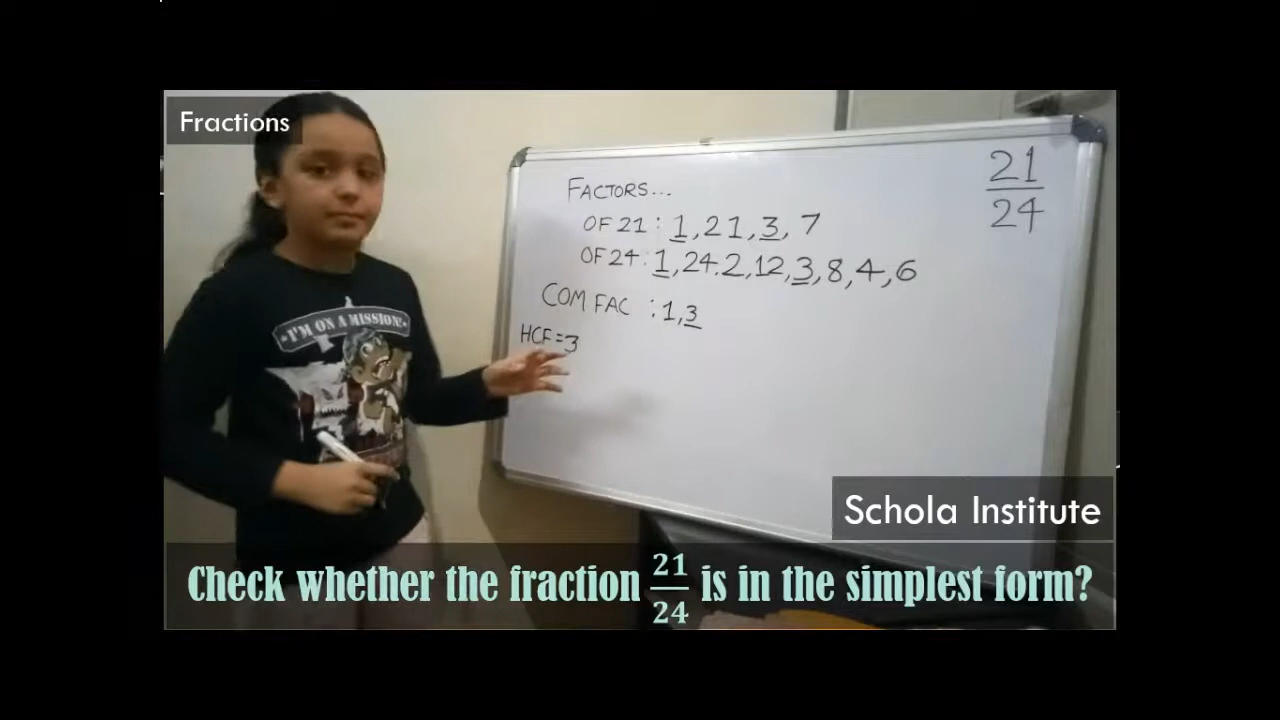 Fractions
FACTORS...
OF 21 : 1, 21, 3, 7
OF 24 : 1, 24, 2, 12, 3, 8, 4, 6
COM FAC : 1, 3
HCF = 3
21
24
I'M ON A MISSION!
Schola Institute
Check whether the fraction 21/24 is in the simplest form?